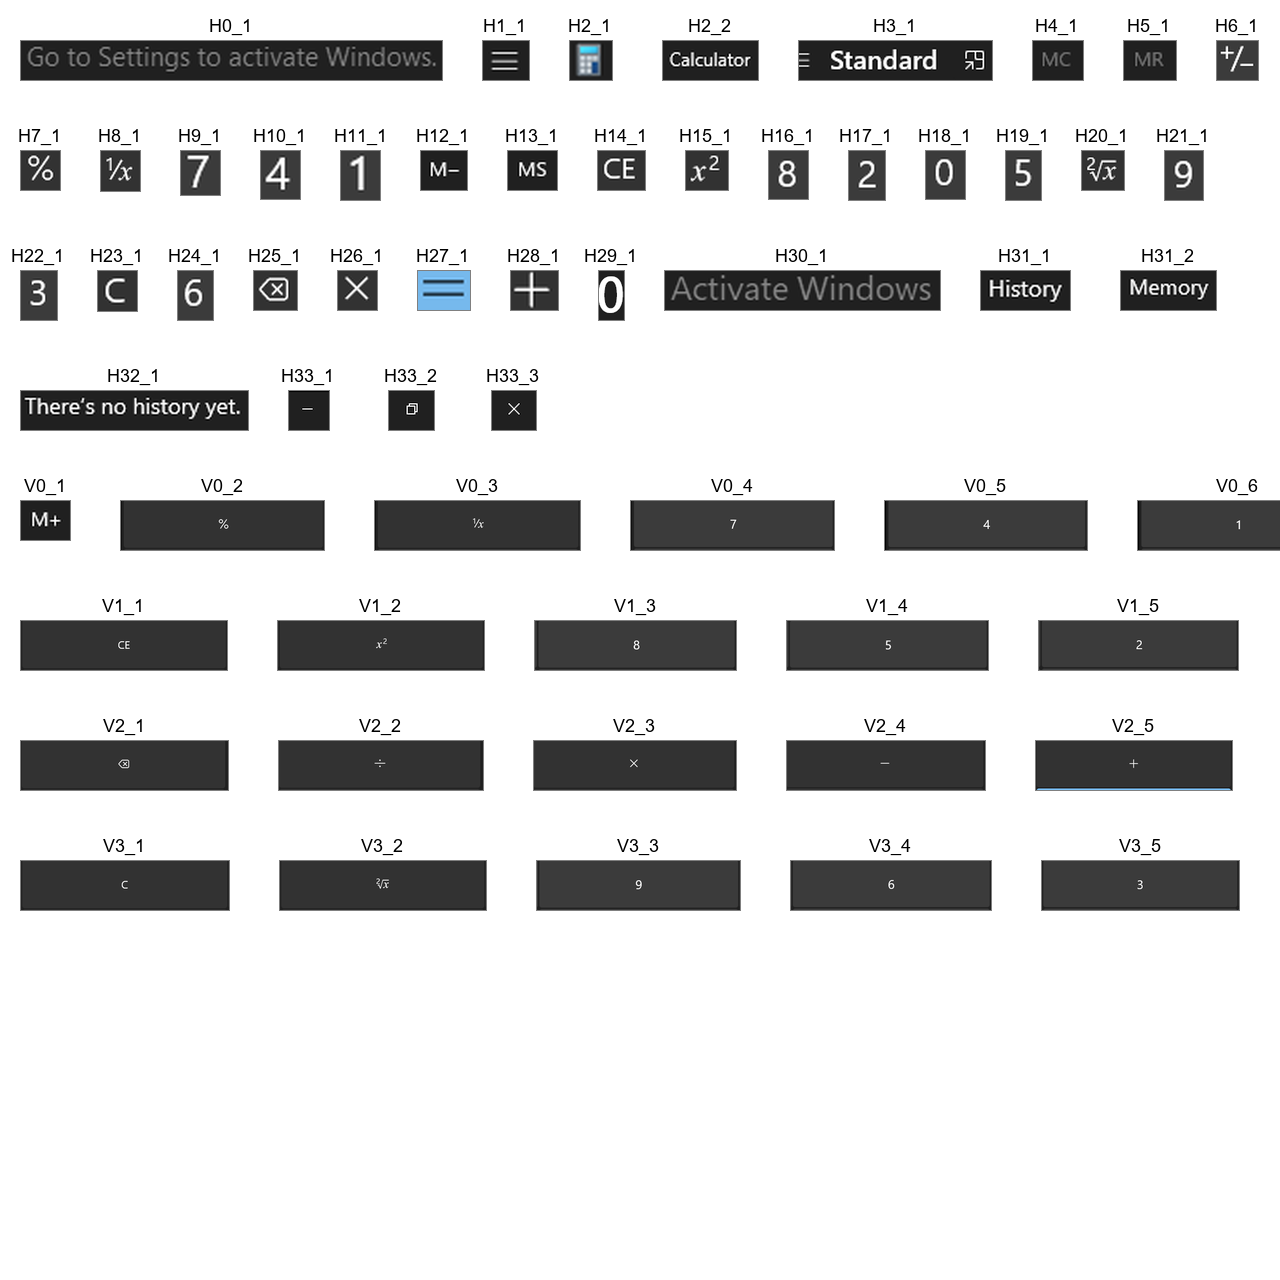 H0_1 H1_1 H2_1 H2_2 H3_1 H4_1 H5_1 H6_1
Go to Settings to activate Windows. Calculator Standard MC MR +/−
H7_1 H8_1 H9_1 H10_1 H11_1 H12_1 H13_1 H14_1 H15_1 H16_1 H17_1 H18_1 H19_1 H20_1 H21_1
% ¹/x 7 4 1 M− MS CE x² 8 2 0 5 ²√x 9
H22_1 H23_1 H24_1 H25_1 H26_1 H27_1 H28_1 H29_1 H30_1 H31_1 H31_2
3 C 6 ⌫ × = + 0 Activate Windows History Memory
H32_1 H33_1 H33_2 H33_3
There's no history yet. − ×
V0_1 V0_2 V0_3 V0_4 V0_5 V0_6
M+ % ¹/x 7 4 1
V1_1 V1_2 V1_3 V1_4 V1_5
CE x² 8 5 2
V2_1 V2_2 V2_3 V2_4 V2_5
⌫ ÷ × − +
V3_1 V3_2 V3_3 V3_4 V3_5
C ²√x 9 6 3